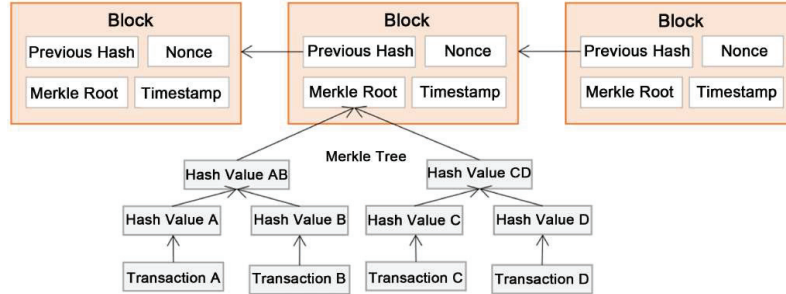 Block
Block
Block
Previous Hash
Nonce
Previous Hash
Nonce
Previous Hash
Nonce
Merkle Root
Timestamp
Merkle Root
Timestamp
Merkle Root
Timestamp
Merkle Tree
Hash Value AB
Hash Value CD
Hash Value A
Hash Value B
Hash Value C
Hash Value D
Transaction A
Transaction B
Transaction C
Transaction D